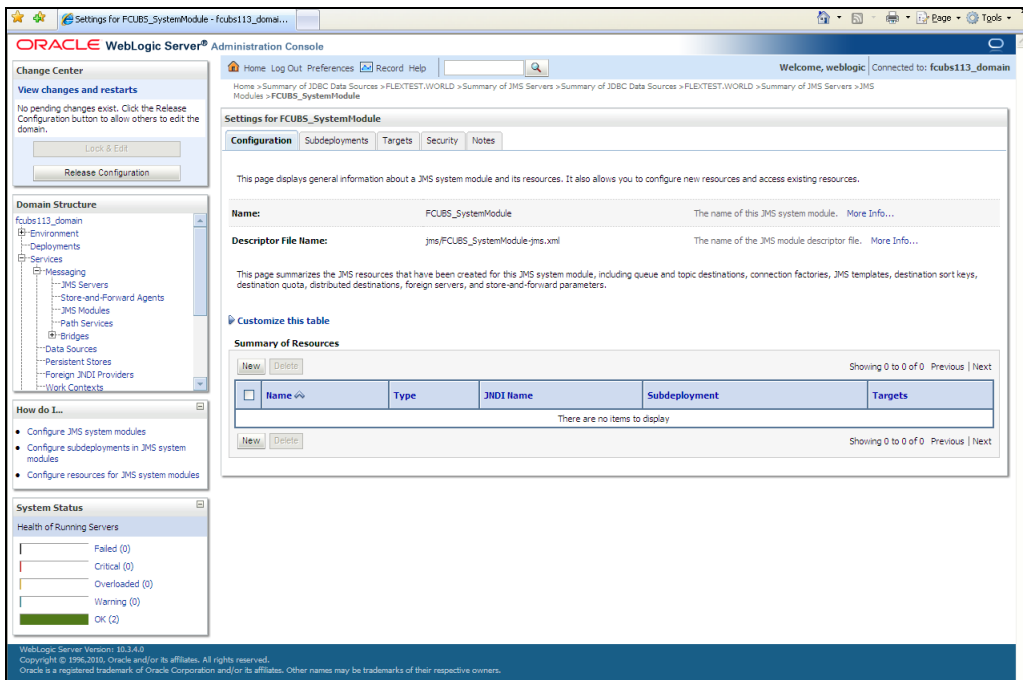 Settings for FCUBS_SystemModule - fcubs113_domai...
Page
Tools
ORACLE WebLogic Server® Administration Console
Change Center
View changes and restarts
No pending changes exist. Click the Release
Configuration button to allow others to edit the
domain.
Lock & Edit
Release Configuration
Domain Structure
fcubs113_domain
Environment
Deployments
Services
Messaging
JMS Servers
Store-and-Forward Agents
JMS Modules
Path Services
Bridges
Data Sources
Persistent Stores
Foreign JNDI Providers
Work Contexts
How do I...
Configure JMS system modules
Configure subdeployments in JMS system
modules
Configure resources for JMS system modules
System Status
Health of Running Servers
Failed (0)
Critical (0)
Overloaded (0)
Warning (0)
OK (2)
Home Log Out Preferences Record Help
Welcome, weblogic Connected to: fcubs113_domain
Home >Summary of JDBC Data Sources >FLEXTEST.WORLD >Summary of JMS Servers >Summary of JDBC Data Sources >FLEXTEST.WORLD >Summary of JMS Servers >JMS
Modules >FCUBS_SystemModule
Settings for FCUBS_SystemModule
Configuration Subdeployments Targets Security Notes
This page displays general information about a JMS system module and its resources. It also allows you to configure new resources and access existing resources.
Name: FCUBS_SystemModule The name of this JMS system module. More Info...
Descriptor File Name: jms/FCUBS_SystemModule-jms.xml The name of the JMS module descriptor file. More Info...
This page summarizes the JMS resources that have been created for this JMS system module, including queue and topic destinations, connection factories, JMS templates, destination sort keys,
destination quota, distributed destinations, foreign servers, and store-and-forward parameters.
Customize this table
Summary of Resources
New Delete Showing 0 to 0 of 0 Previous | Next
Name Type JNDI Name Subdeployment Targets
There are no items to display
New Delete Showing 0 to 0 of 0 Previous | Next
WebLogic Server Version: 10.3.4.0
Copyright © 1996,2010, Oracle and/or its affiliates. All rights reserved.
Oracle is a registered trademark of Oracle Corporation and/or its affiliates. Other names may be trademarks of their respective owners.